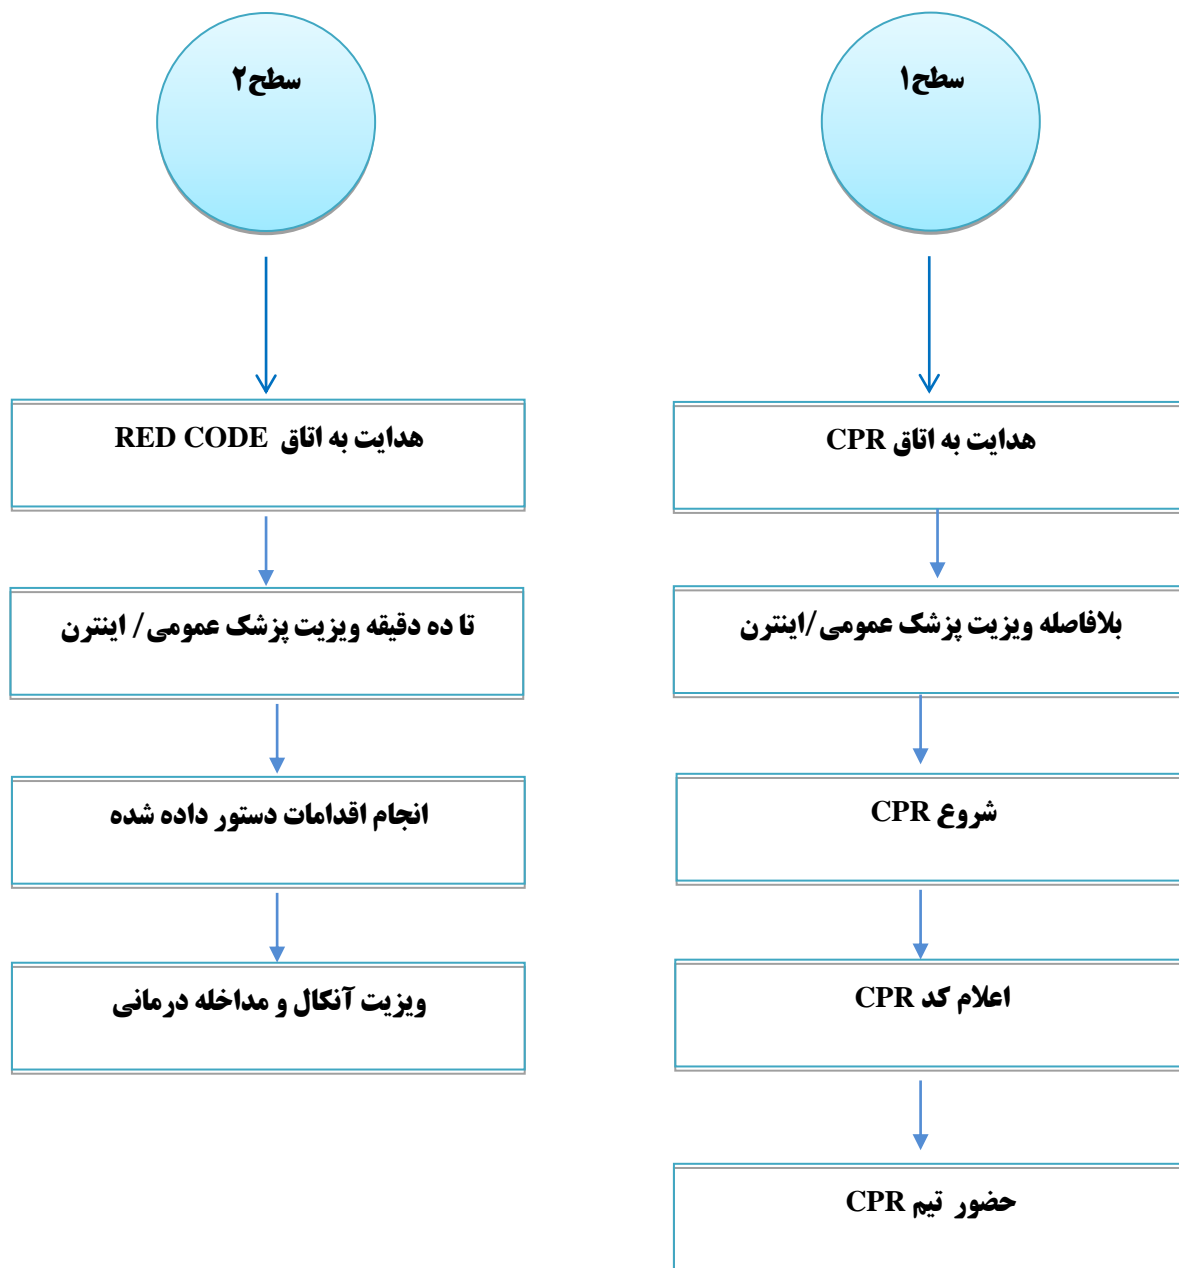 سطح۱
هدایت به اتاق CPR
بلافاصله ویزیت پزشک عمومی/اینترن
شروع CPR
اعلام کد CPR
حضور تیم CPR
سطح۲
هدایت به اتاق RED CODE
تا ده دقیقه ویزیت پزشک عمومی/ اینترن
انجام اقدامات دستور داده شده
ویزیت آنکال و مداخله درمانی